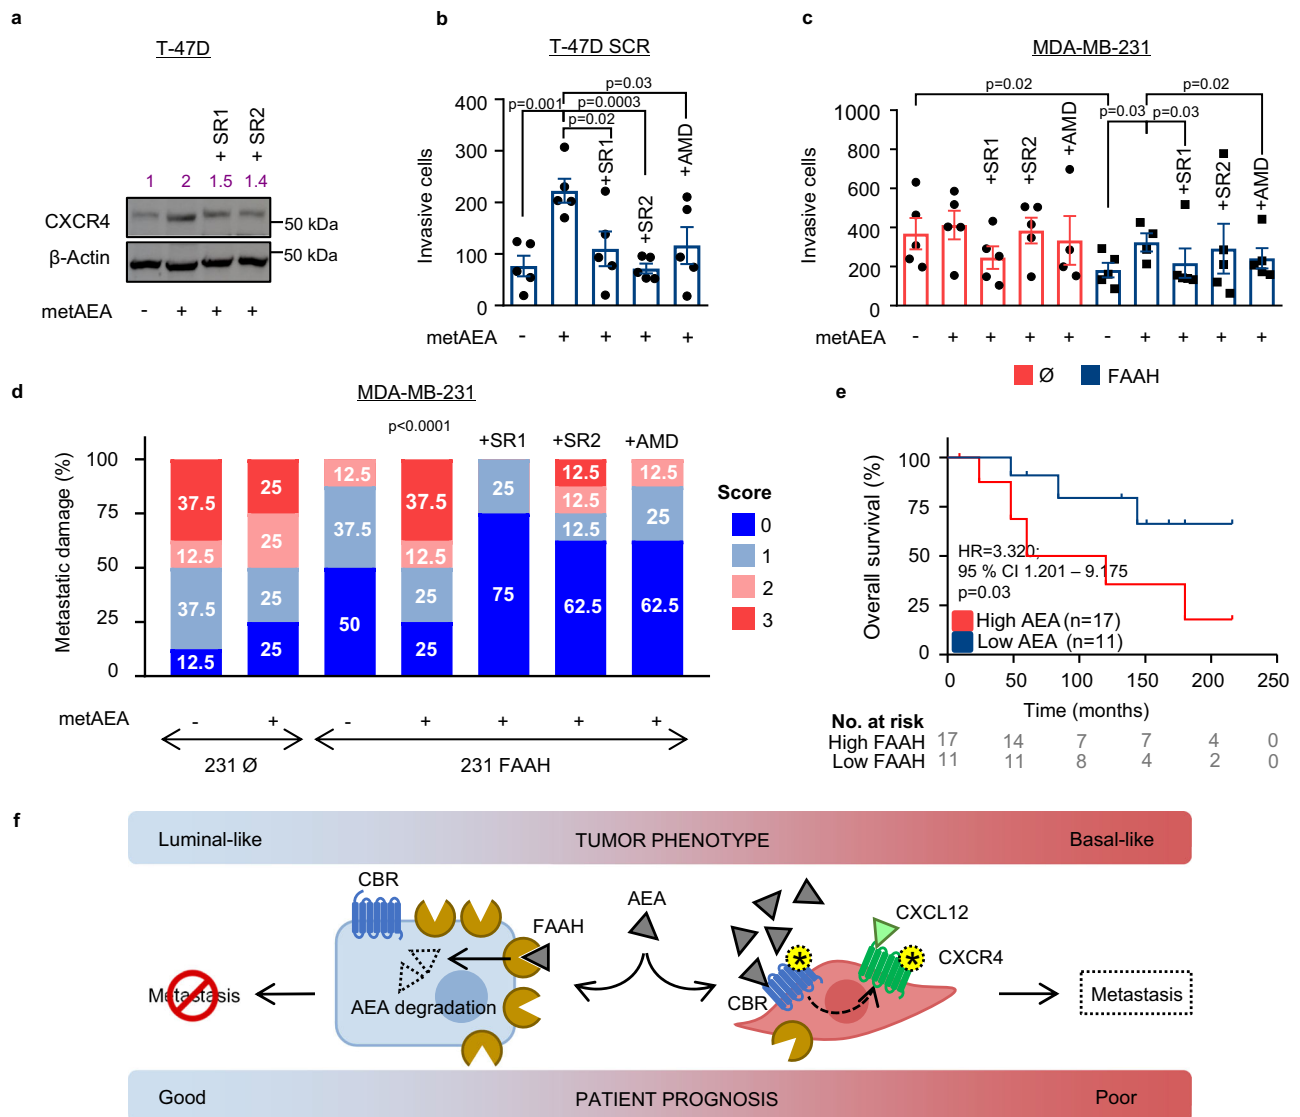 a
T-47D
+ SR1
+ SR2
1 2 1.5 1.4
CXCR4
50 kDa
β-Actin
50 kDa
metAEA - + + +
b
T-47D SCR
p=0.03
p=0.001 p=0.0003
p=0.02
+SR1
+SR2
+AMD
Invasive cells
400
300
200
100
0
metAEA - + + + +
c
MDA-MB-231
p=0.02 p=0.02
p=0.03 p=0.03
+SR1
+SR2
+AMD
+SR1
+SR2
+AMD
Invasive cells
1000
800
600
400
200
0
metAEA - + + + + - + + + +
Ø FAAH
d
MDA-MB-231
p<0.0001
+SR1 +SR2 +AMD
Metastatic damage (%)
100
75
50
25
0
37.5 12.5 37.5 12.5
25 25 25 50
12.5 37.5 50
37.5 12.5 25 25
25 75
12.5 12.5 12.5 62.5
12.5 25 62.5
Score
0
1
2
3
metAEA - + - + + + +
231 Ø 231 FAAH
e
Overall survival (%)
100
75
50
25
0
HR=3.320;
95 % CI 1.201 – 9.175
p=0.03
High AEA (n=17)
Low AEA (n=11)
0 50 100 150 200 250
Time (months)
No. at risk
High FAAH 17 14 7 7 4 0
Low FAAH 11 11 8 4 2 0
f
Luminal-like TUMOR PHENOTYPE Basal-like
CBR
FAAH
AEA
CXCL12
CXCR4
CBR
* *
Metastasis
AEA degradation
Metastasis
Good PATIENT PROGNOSIS Poor